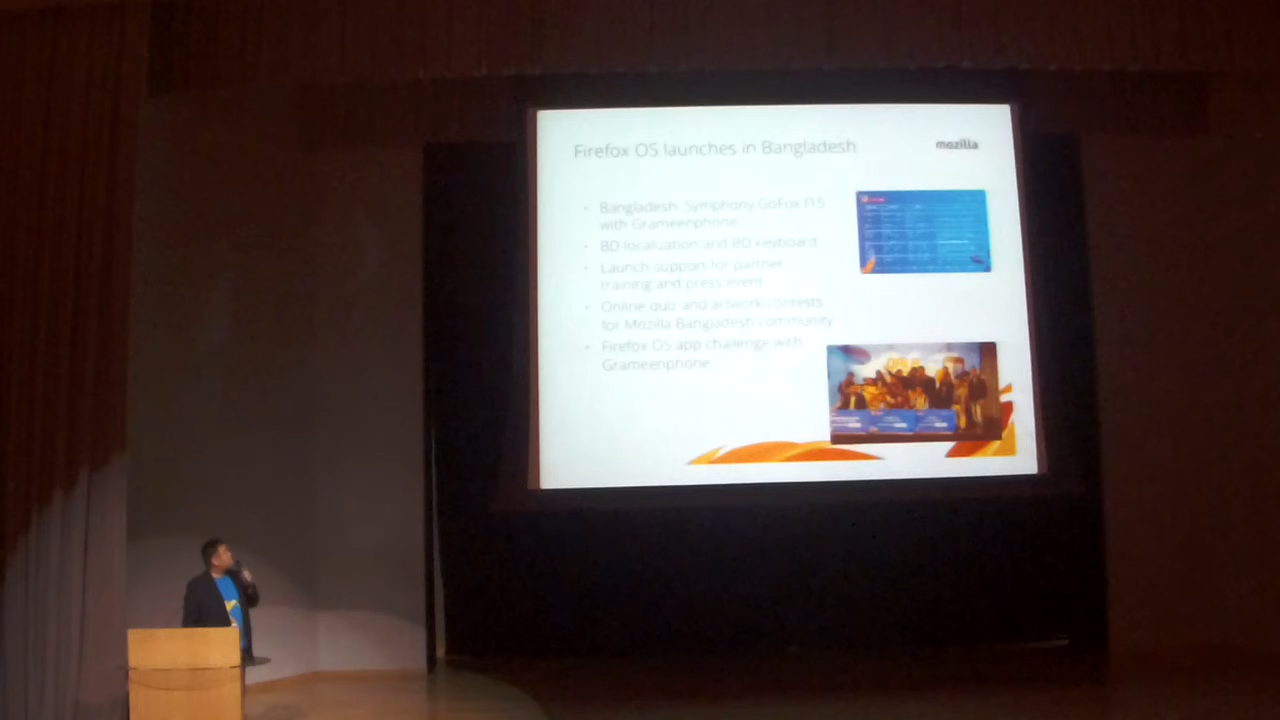 Firefox OS launches in Bangladesh
mozilla
Bangladesh: Symphony GoFox F15
with Grameenphone
BD localization and BD keyboard
Launch support for partner
training and press event
Online quiz and artwork contests
for Mozilla Bangladesh community
Firefox OS app challenge with
Grameenphone